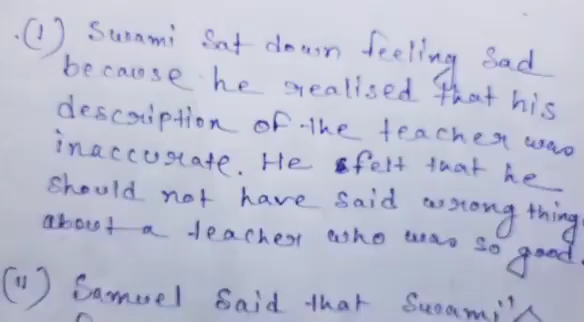 (i) Swami sat down feeling sad
because he realised that his
description of the teacher was
inaccurate. He felt that he
should not have said wrong thing
about a teacher who was so good.
(ii) Samuel said that Swami's